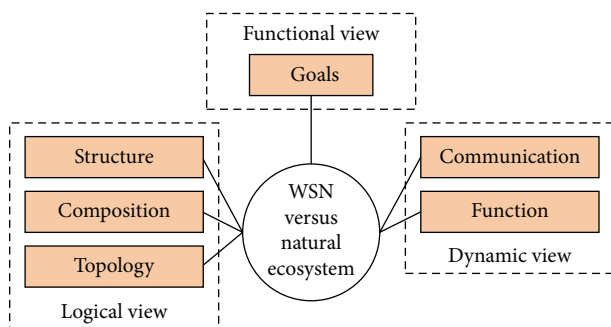 Functional view
Goals
Structure
Composition
Topology
Logical view
WSN
versus
natural
ecosystem
Communication
Function
Dynamic view